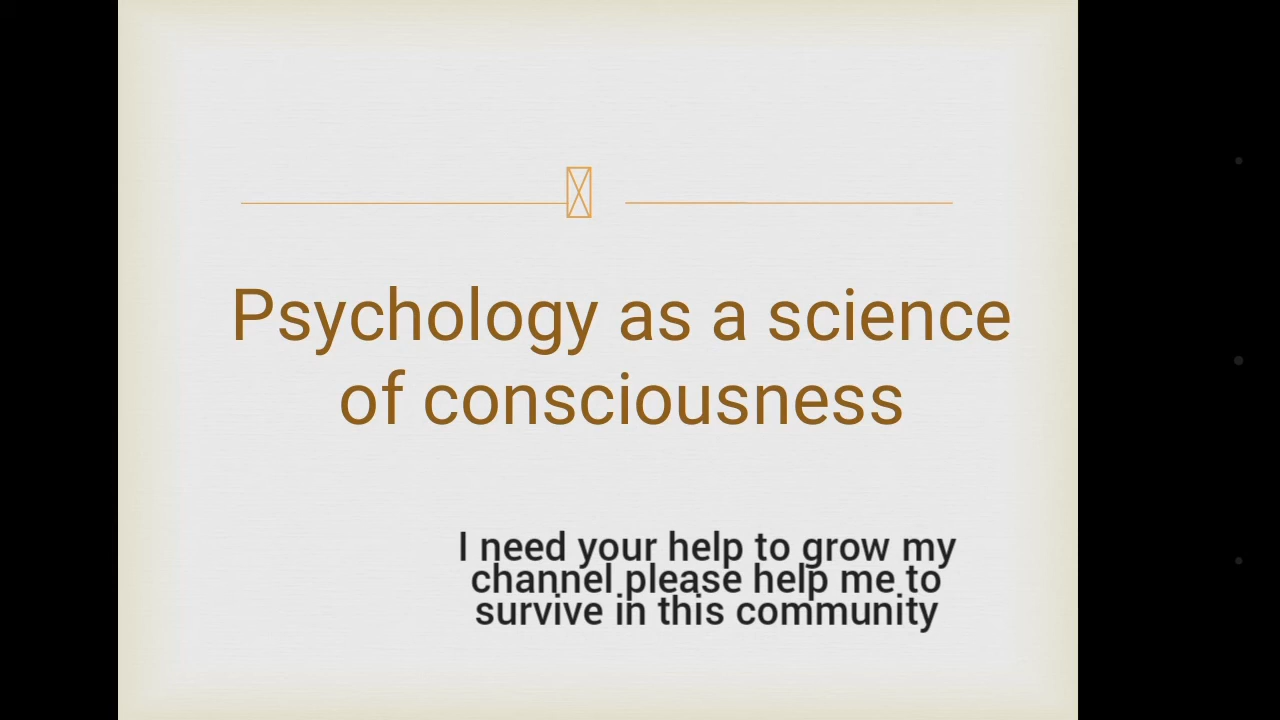 Psychology as a science
of consciousness
I need your help to grow my
channel please help me to
survive in this community